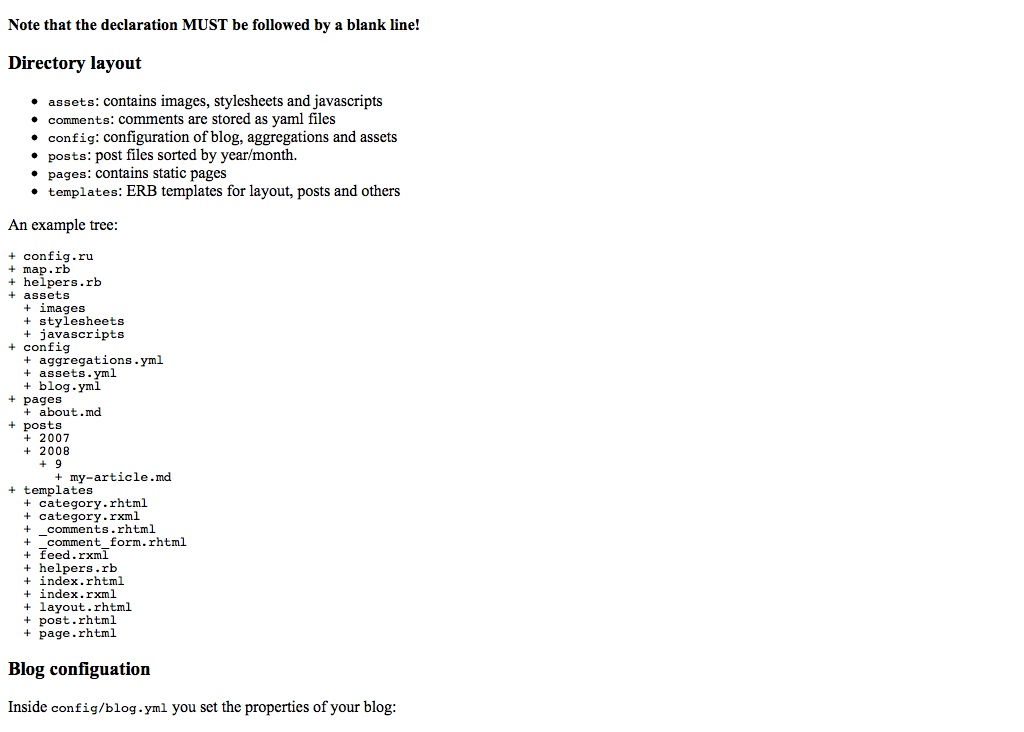 Note that the declaration MUST be followed by a blank line!
Directory layout
• assets: contains images, stylesheets and javascripts
• comments: comments are stored as yaml files
• config: configuration of blog, aggregations and assets
• posts: post files sorted by year/month.
• pages: contains static pages
• templates: ERB templates for layout, posts and others
An example tree:
+ config.ru
+ map.rb
+ helpers.rb
+ assets
  + images
  + stylesheets
  + javascripts
+ config
  + aggregations.yml
  + assets.yml
  + blog.yml
+ pages
  + about.md
+ posts
  + 2007
  + 2008
    + 9
      + my-article.md
+ templates
  + category.rhtml
  + category.rxml
  + _comments.rhtml
  + _comment_form.rhtml
  + feed.rxml
  + helpers.rb
  + index.rhtml
  + index.rxml
  + layout.rhtml
  + post.rhtml
  + page.rhtml
Blog configuation
Inside config/blog.yml you set the properties of your blog: